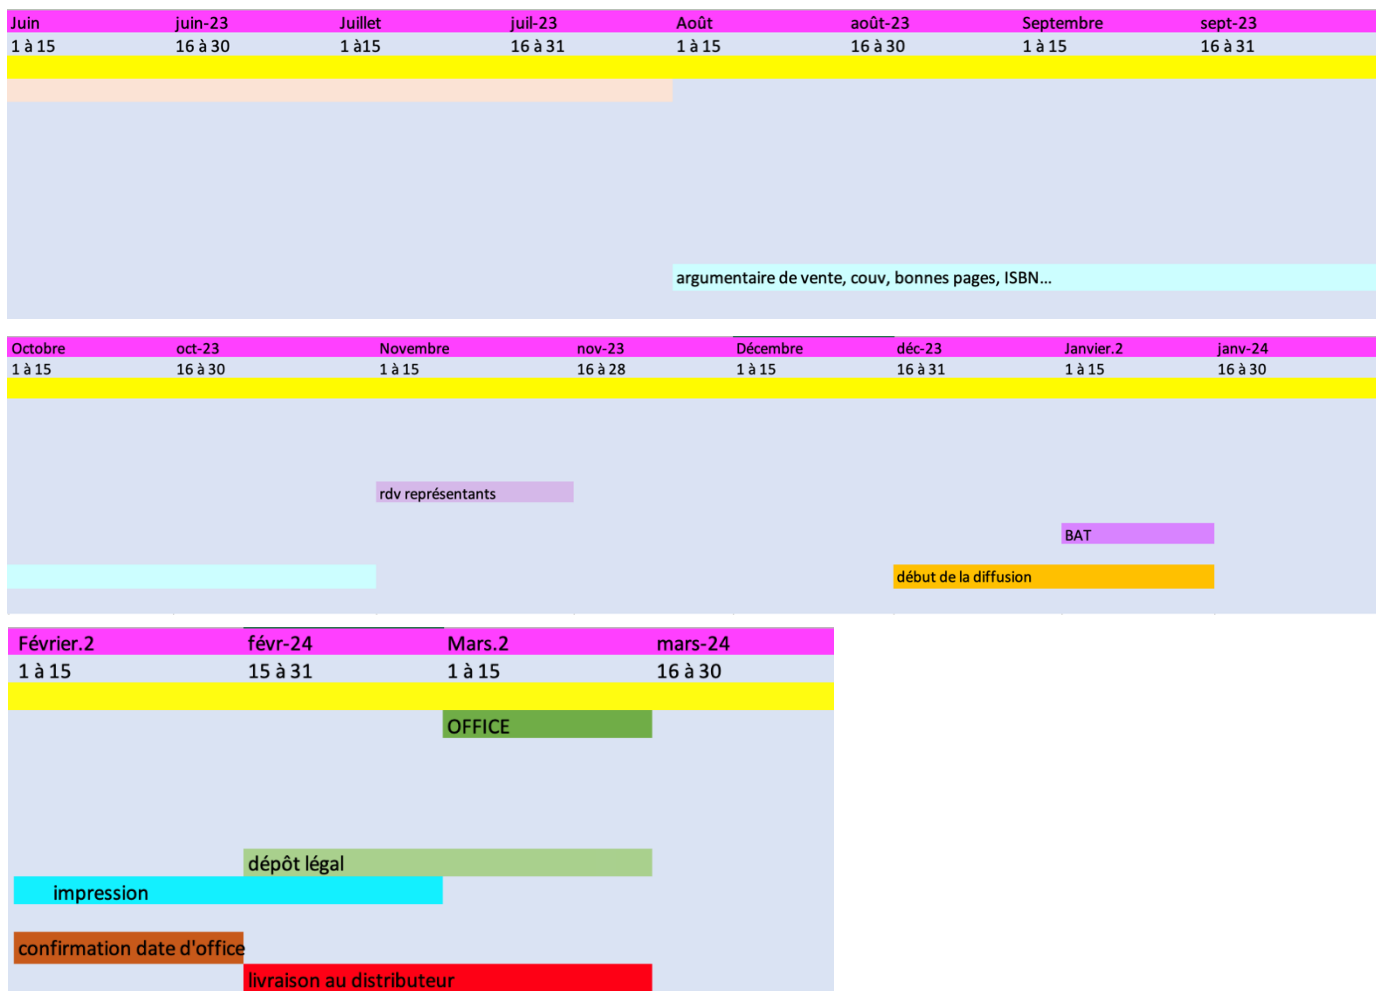 Juin juin-23 Juillet juil-23 Août août-23 Septembre sept-23
1 à 15 16 à 30 1 à15 16 à 31 1 à 15 16 à 30 1 à 15 16 à 31
argumentaire de vente, couv, bonnes pages, ISBN...
Octobre oct-23 Novembre nov-23 Décembre déc-23 Janvier.2 janv-24
1 à 15 16 à 30 1 à 15 16 à 28 1 à 15 16 à 31 1 à 15 16 à 30
rdv représentants
BAT
début de la diffusion
Février.2 févr-24 Mars.2 mars-24
1 à 15 15 à 31 1 à 15 16 à 30
OFFICE
dépôt légal
impression
confirmation date d'office
livraison au distributeur